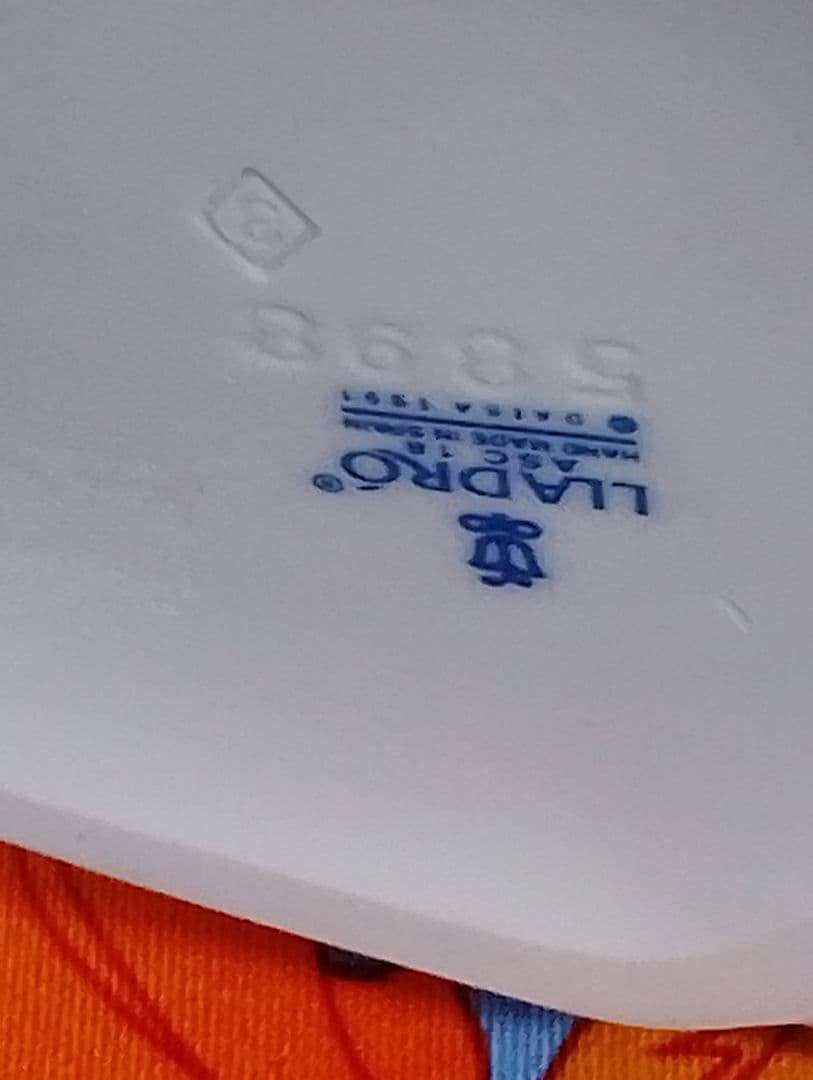 LLADRÓ®
A S C
HAND MADE IN SPAIN
© DAISA 1991
5898